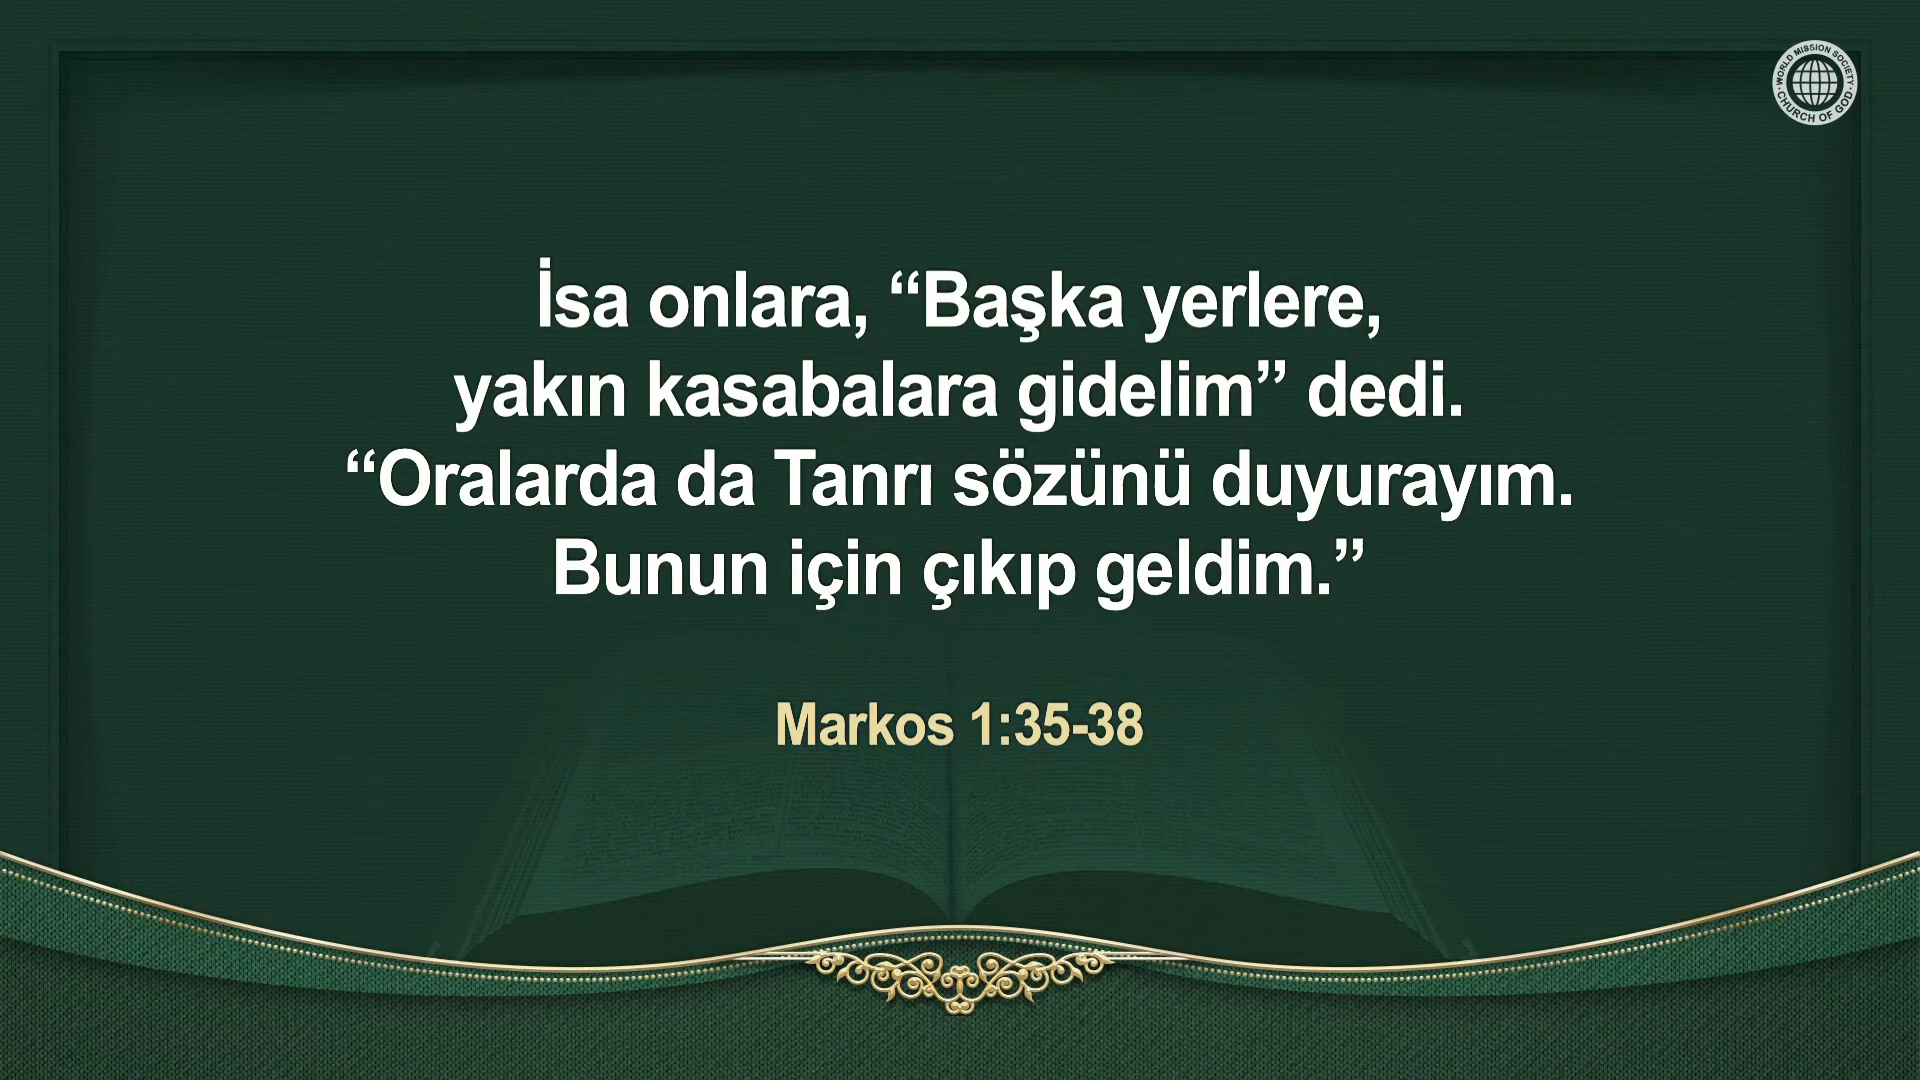 WORLD MISSION SOCIETY
CHURCH OF GOD
İsa onlara, “Başka yerlere,
yakın kasabalara gidelim” dedi.
“Oralarda da Tanrı sözünü duyurayım.
Bunun için çıkıp geldim.”
Markos 1:35-38